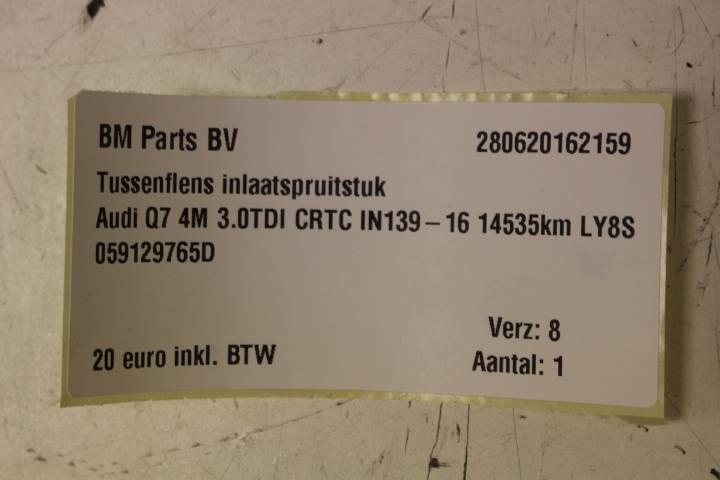 BM Parts BV 280620162159
Tussenflens inlaatspruitstuk
Audi Q7 4M 3.0TDI CRTC IN139-16 14535km LY8S
059129765D
Verz: 8
20 euro inkl. BTW Aantal: 1